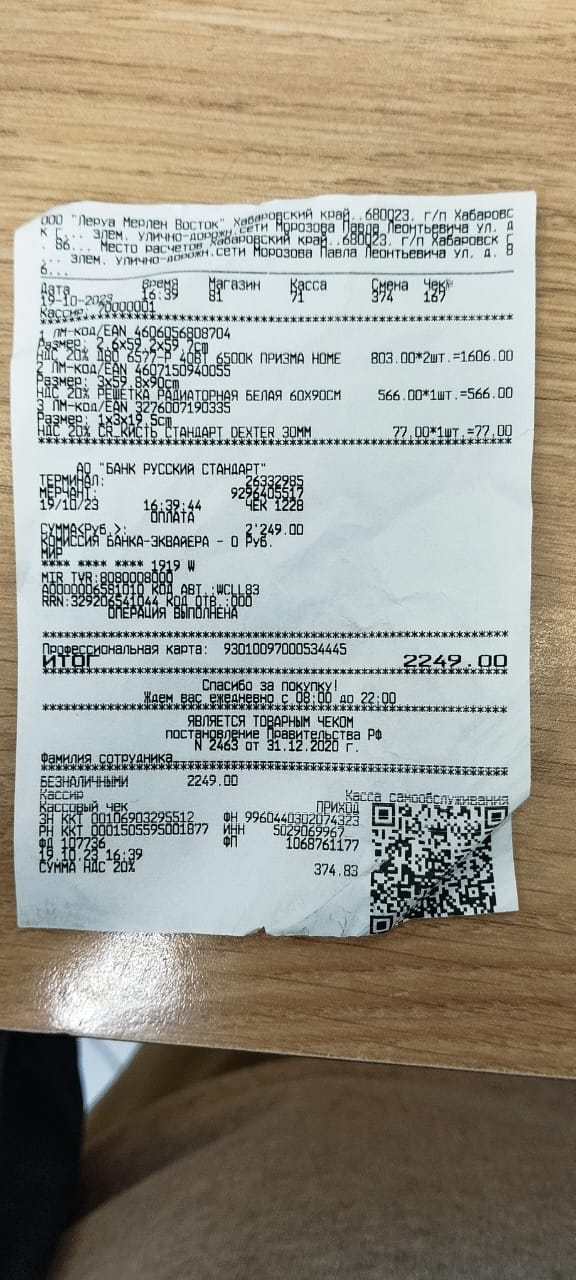 ООО "Леруа Мерлен Восток" Хабаровский край,.680023, г/п Хабаровс
к г... Элем. улично-дорожн.сети Морозова Павла Леонтьевича ул. д
. 86... Место расчетов Хабаровский край,.680023, г/п Хабаровск г
... Элем. улично-дорожн.сети Морозова Павла Леонтьевича ул. д. 8
6...
Дата Время Магазин Касса Смена Чек№
19-10-2023 16:39 81 71 374 167
Кассир: 70000001
************************************************
1 ЛМ-код/EAN 4606056808704
Размер: 2.6x59.2x59.7cm
НДС 20% ДВО 6577-P 40ВТ 6500К ПРИЗМА HOME 803.00*2шт.=1606.00
2 ЛМ-код/EAN 4607150940055
Размер: 3x59.8x90cm
НДС 20% РЕШЕТКА РАДИАТОРНАЯ БЕЛАЯ 60X90СМ 566.00*1шт.=566.00
3 ЛМ-код/EAN 3276007190335
Размер: 1x3x19.5cm
НДС 20% CR_КИСТЬ СТАНДАРТ DEXTER 30ММ 77.00*1шт.=77.00
************************************************
АО "БАНК РУССКИЙ СТАНДАРТ"
ТЕРМИНАЛ: 26332985
МЕРЧАНТ: 9296405517
19/10/23 16:39:44 ЧЕК 1228
ОПЛАТА
СУММА<РУБ.>: 2'249.00
КОМИССИЯ БАНКА-ЭКВАЙЕРА - 0 Руб.
МИР
**** **** **** 1919 W
MIR TVR:8080008000
A0000006581010 КОД АВТ.:WCLL83
RRN:329206541044 КОД ОТВ.:000
ОПЕРАЦИЯ ВЫПОЛНЕНА
************************************************
Профессиональная карта: 93010097000534445
ИТОГ 2249.00
************************************************
Спасибо за покупку!
Ждем вас ежедневно с 08:00 до 22:00
************************************************
ЯВЛЯЕТСЯ ТОВАРНЫМ ЧЕКОМ
постановление Правительства РФ
N 2463 от 31.12.2020 г.
Фамилия сотрудника
************************************************
БЕЗНАЛИЧНЫМИ 2249.00
Кассир Касса самообслуживания
Кассовый чек ПРИХОД
ЗН ККТ 00106903295512 ФН 9960440302074323
РН ККТ 0001505595001877 ИНН 5029069967
ФД 107736 ФП 1068761177
19.10.23 16:39
СУММА НДС 20% 374.83